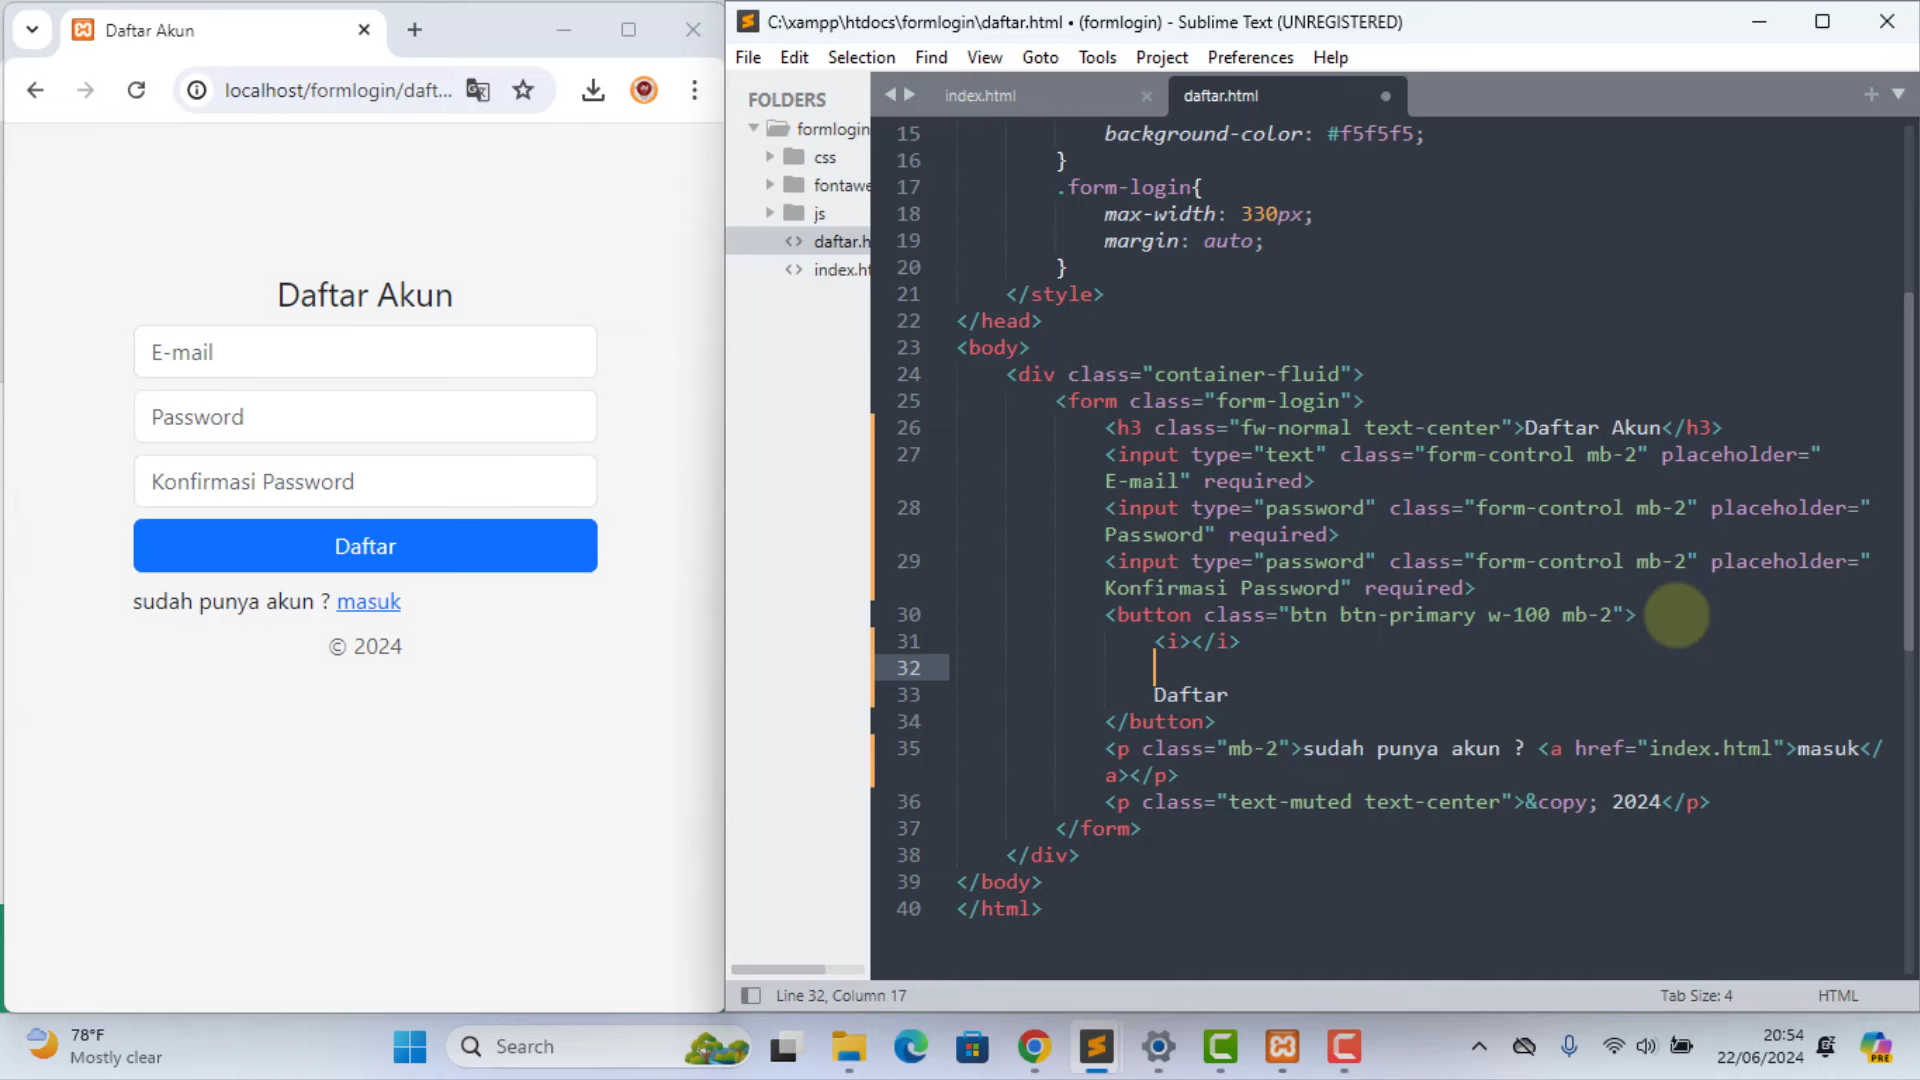 Daftar Akun
localhost/formlogin/daft...
Daftar Akun
E-mail
Password
Konfirmasi Password
Daftar
sudah punya akun ? masuk
© 2024
C:\xampp\htdocs\formlogin\daftar.html • (formlogin) - Sublime Text (UNREGISTERED)
File Edit Selection Find View Goto Tools Project Preferences Help
FOLDERS
formlogin
css
fontawe
js
daftar.h
index.ht
index.html
daftar.html
15 background-color: #f5f5f5;
16 }
17 .form-login{
18 max-width: 330px;
19 margin: auto;
20 }
21 </style>
22 </head>
23 <body>
24 <div class="container-fluid">
25 <form class="form-login">
26 <h3 class="fw-normal text-center">Daftar Akun</h3>
27 <input type="text" class="form-control mb-2" placeholder="
E-mail" required>
28 <input type="password" class="form-control mb-2" placeholder="
Password" required>
29 <input type="password" class="form-control mb-2" placeholder="
Konfirmasi Password" required>
30 <button class="btn btn-primary w-100 mb-2">
31 <i></i>
32
33 Daftar
34 </button>
35 <p class="mb-2">sudah punya akun ? <a href="index.html">masuk</
a></p>
36 <p class="text-muted text-center">&copy; 2024</p>
37 </form>
38 </div>
39 </body>
40 </html>
Line 32, Column 17
Tab Size: 4
HTML
78°F
Mostly clear
Search
20:54
22/06/2024
PRE